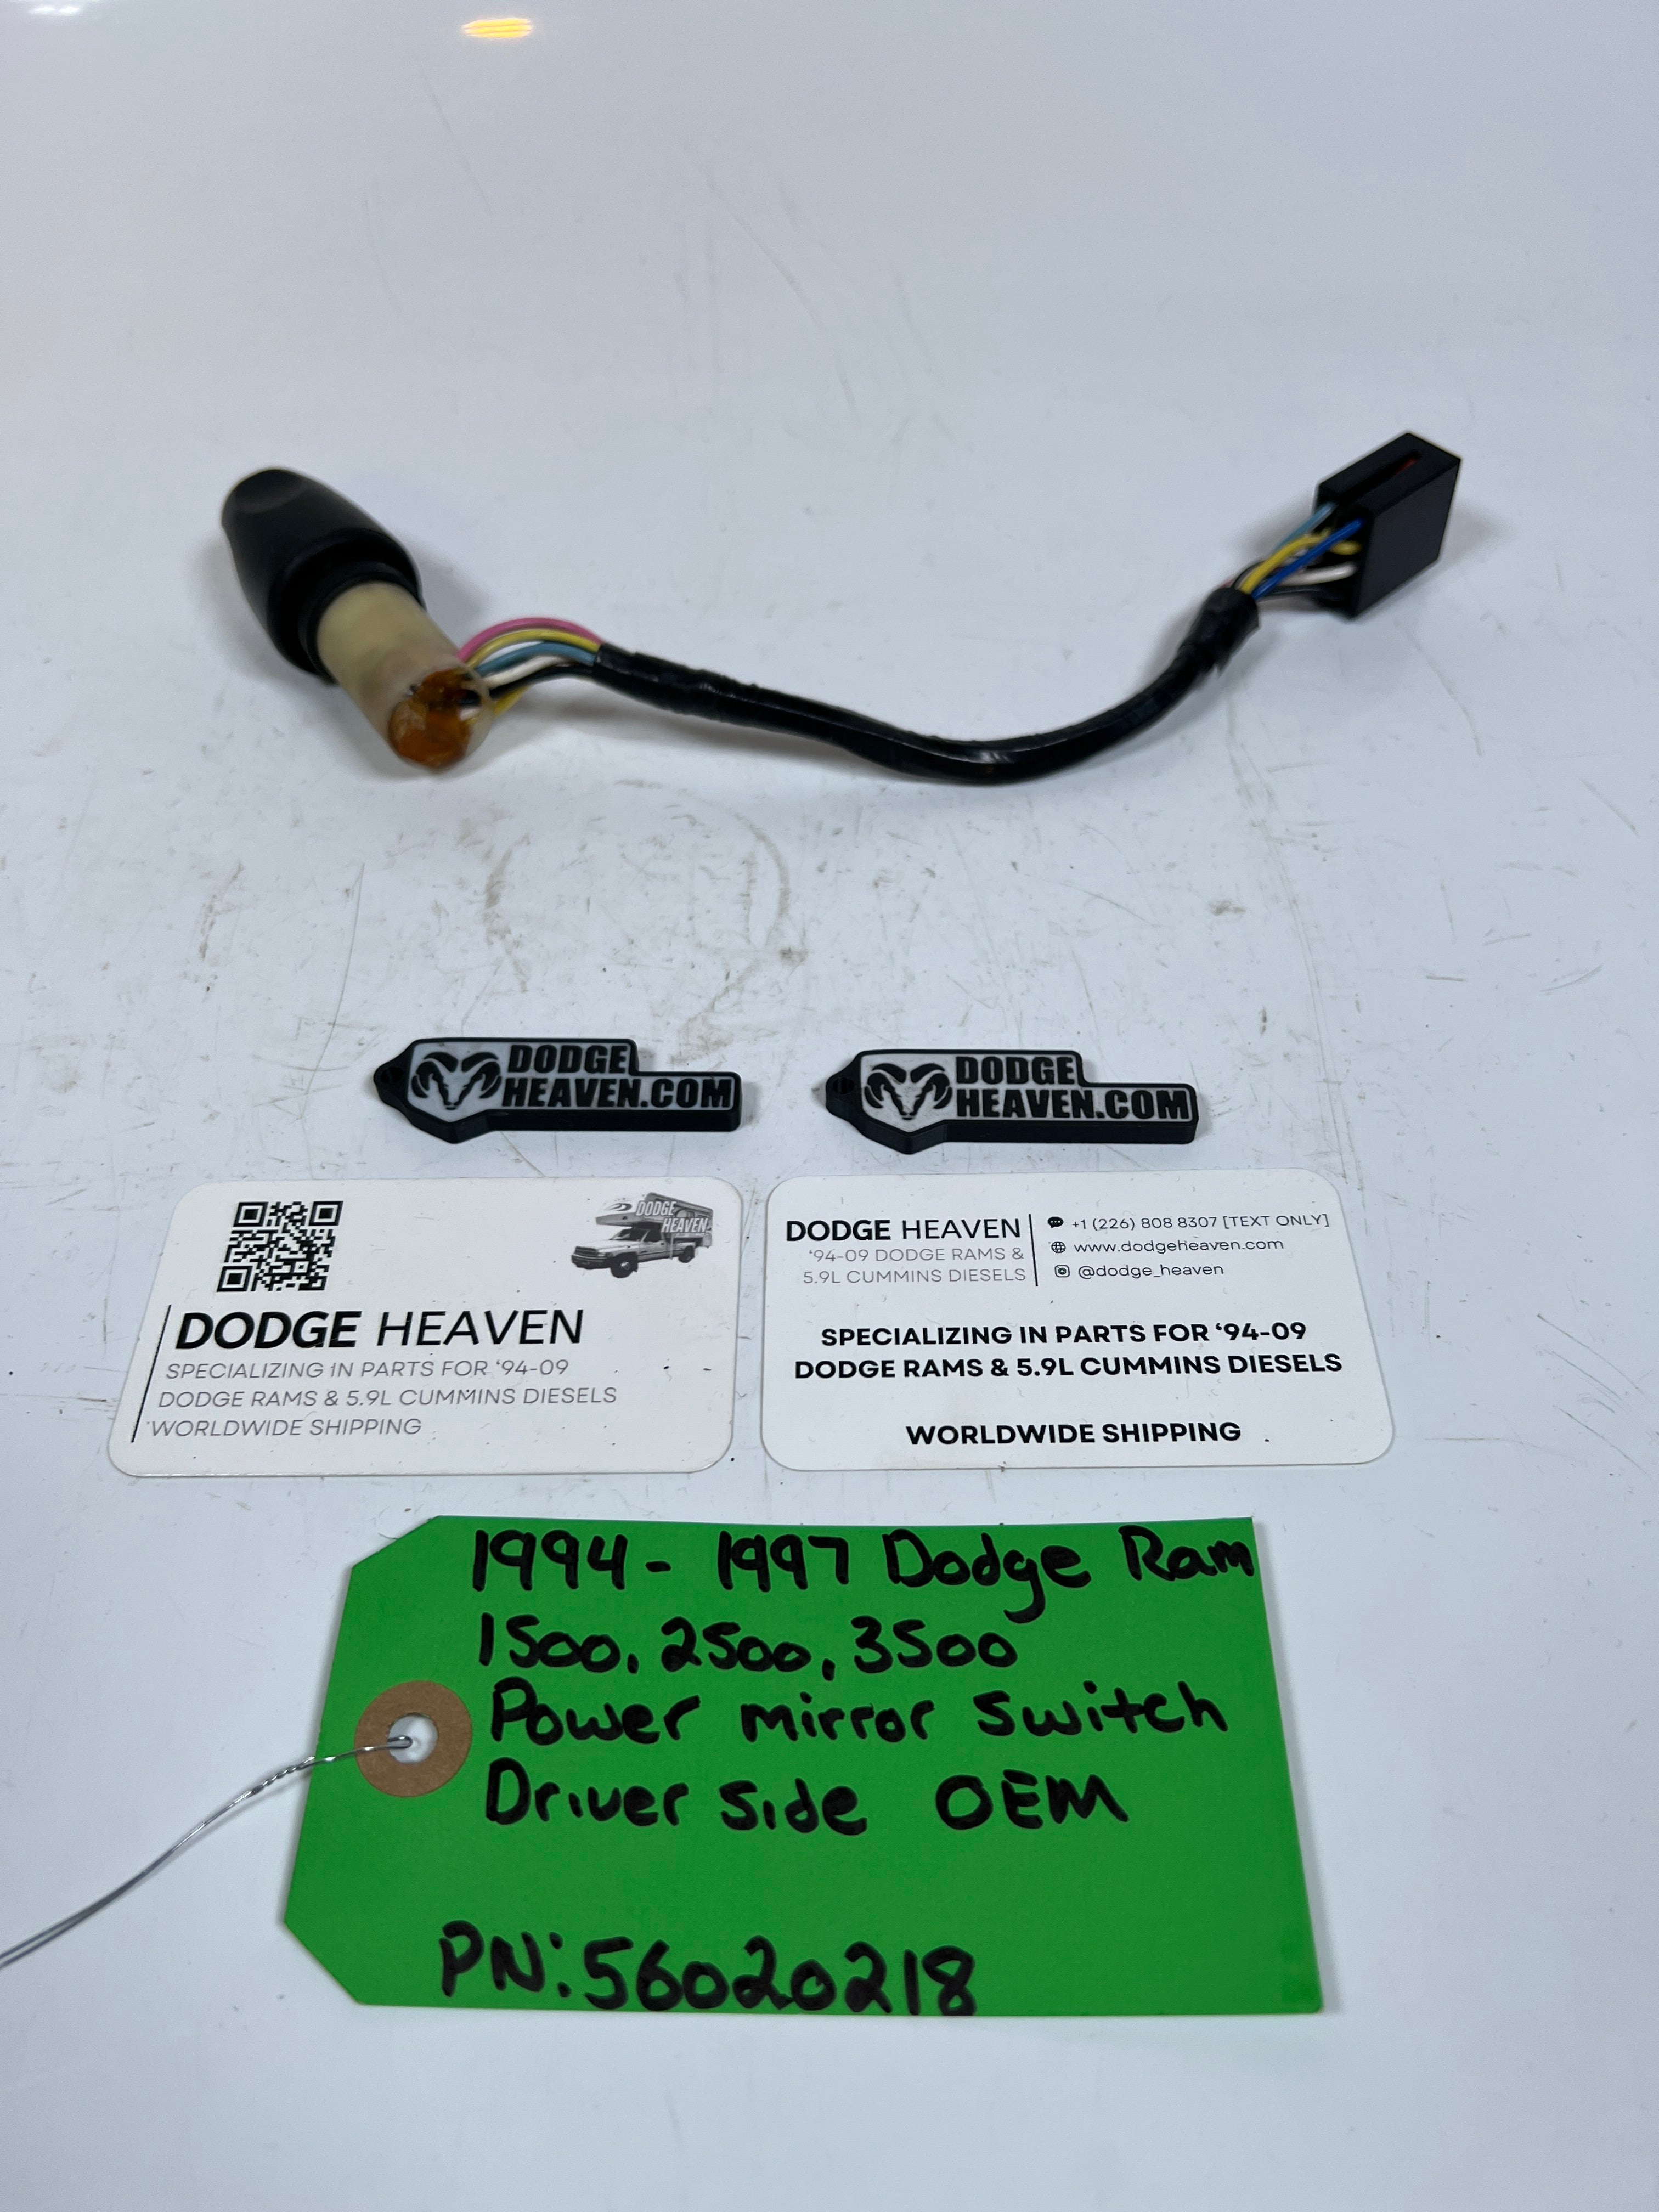 DODGE
HEAVEN.COM
DODGE
HEAVEN.COM
DODGE
HEAVEN
DODGE HEAVEN
SPECIALIZING IN PARTS FOR ‘94-09
DODGE RAMS & 5.9L CUMMINS DIESELS
WORLDWIDE SHIPPING
DODGE HEAVEN
‘94-09 DODGE RAMS &
5.9L CUMMINS DIESELS
+1 (226) 808 8307 [TEXT ONLY]
www.dodgeheaven.com
@dodge_heaven
SPECIALIZING IN PARTS FOR ‘94-09
DODGE RAMS & 5.9L CUMMINS DIESELS
WORLDWIDE SHIPPING
1994 - 1997 Dodge Ram
1500, 2500, 3500
Power mirror switch
Driver side OEM
PN: 56020218